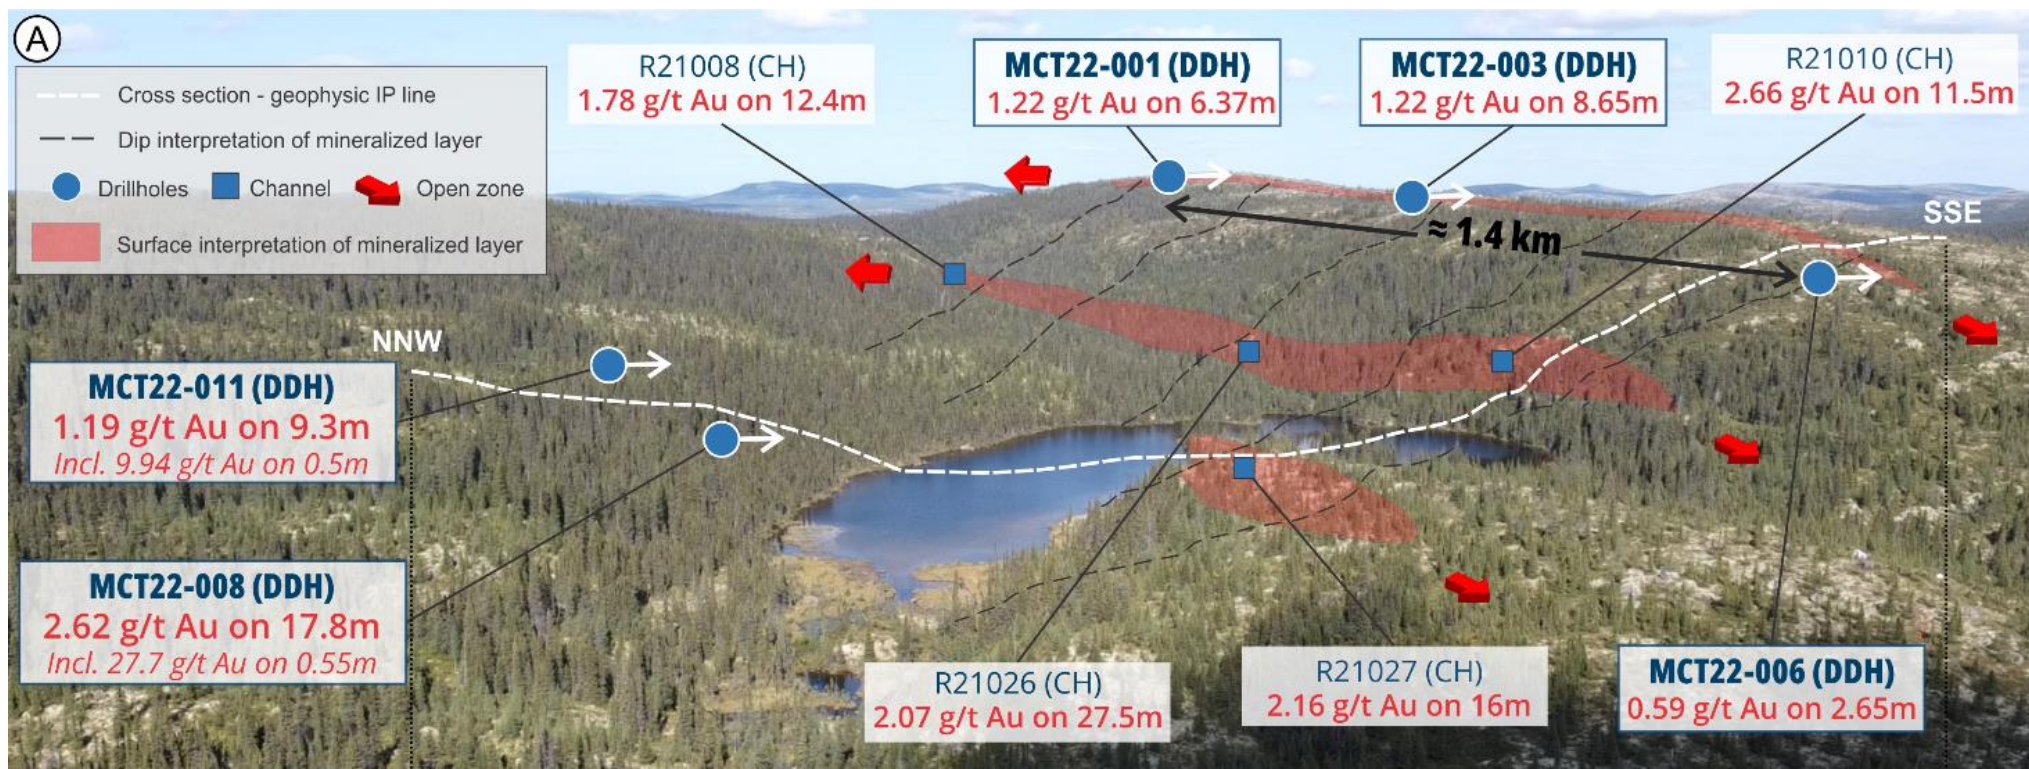 A
Cross section - geophysic IP line
Dip interpretation of mineralized layer
Drillholes
Channel
Open zone
Surface interpretation of mineralized layer
R21008 (CH)
1.78 g/t Au on 12.4m
MCT22-001 (DDH)
1.22 g/t Au on 6.37m
MCT22-003 (DDH)
1.22 g/t Au on 8.65m
R21010 (CH)
2.66 g/t Au on 11.5m
≈ 1.4 km
SSE
NNW
MCT22-011 (DDH)
1.19 g/t Au on 9.3m
Incl. 9.94 g/t Au on 0.5m
MCT22-008 (DDH)
2.62 g/t Au on 17.8m
Incl. 27.7 g/t Au on 0.55m
R21026 (CH)
2.07 g/t Au on 27.5m
R21027 (CH)
2.16 g/t Au on 16m
MCT22-006 (DDH)
0.59 g/t Au on 2.65m